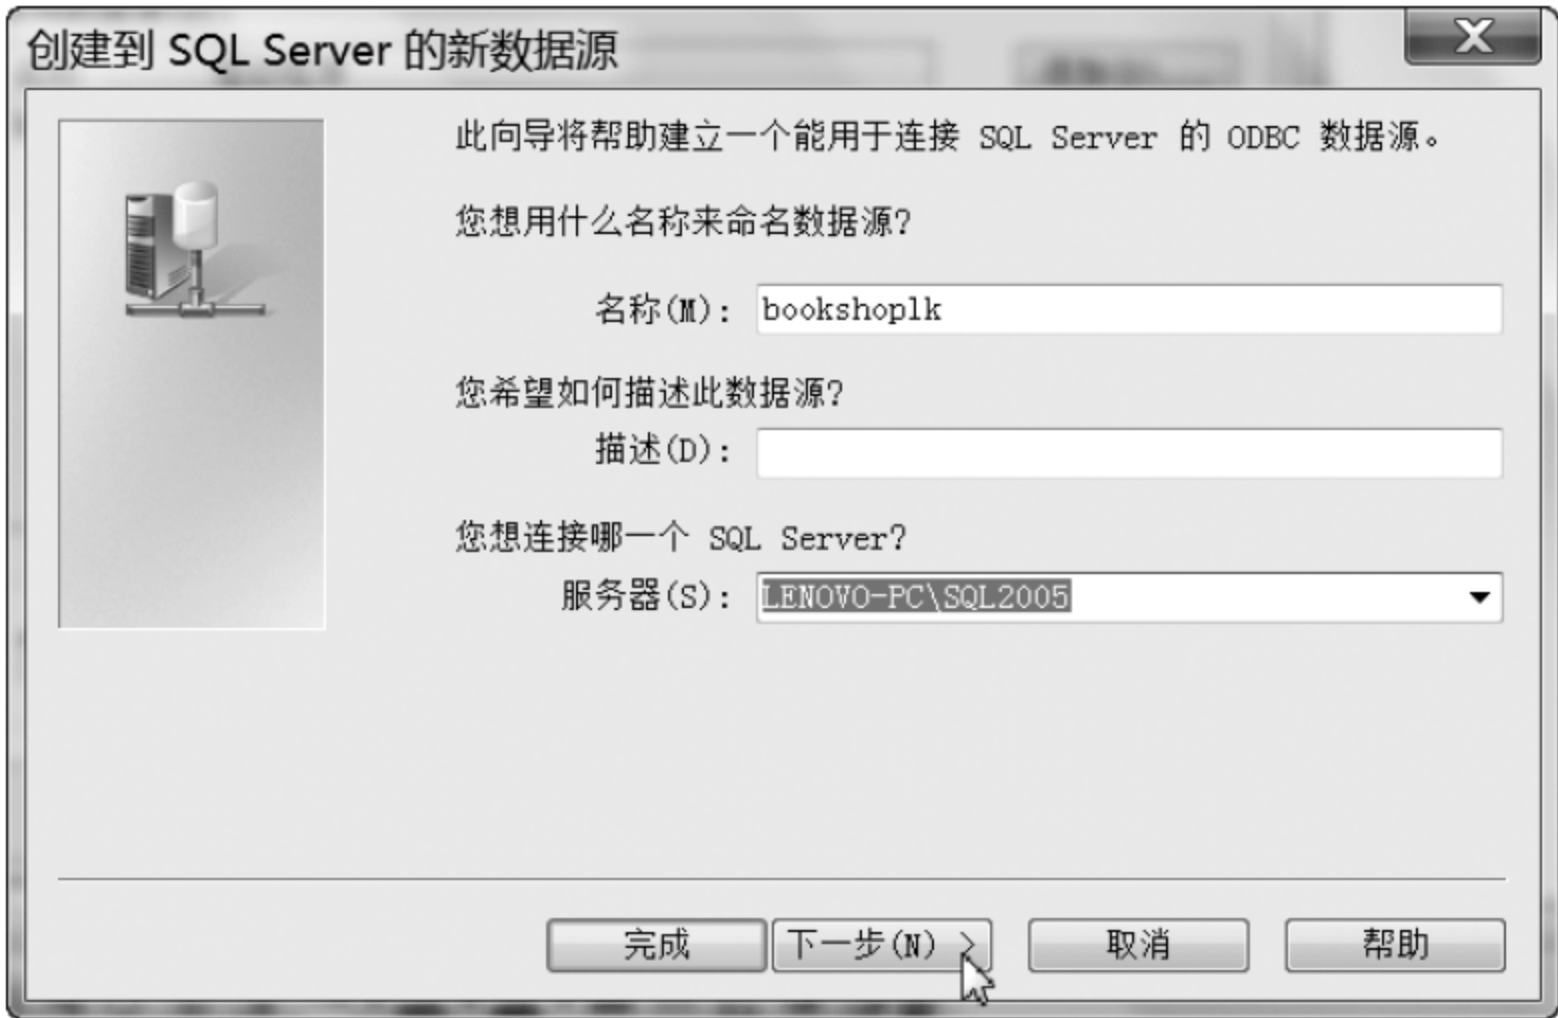 创建到 SQL Server 的新数据源
此向导将帮助建立一个能用于连接 SQL Server 的 ODBC 数据源。
您想用什么名称来命名数据源?
名称(M): bookshoplk
您希望如何描述此数据源?
描述(D):
您想连接哪一个 SQL Server?
服务器(S): LENOVO-PC\SQL2005
完成 下一步(N) > 取消 帮助